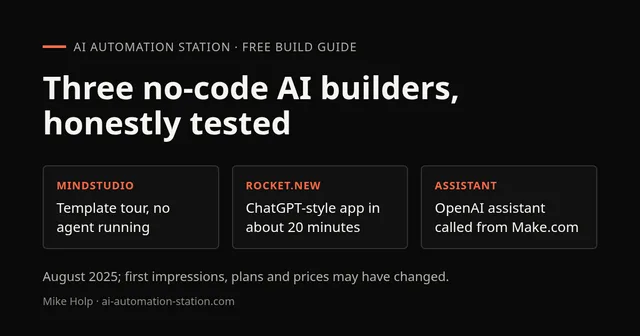 AI AUTOMATION STATION · FREE BUILD GUIDE
Three no-code AI builders,
honestly tested
MINDSTUDIO
Template tour, no
agent running
ROCKET.NEW
ChatGPT-style app in
about 20 minutes
ASSISTANT
OpenAI assistant
called from Make.com
August 2025; first impressions, plans and prices may have changed.
Mike Holp · ai-automation-station.com